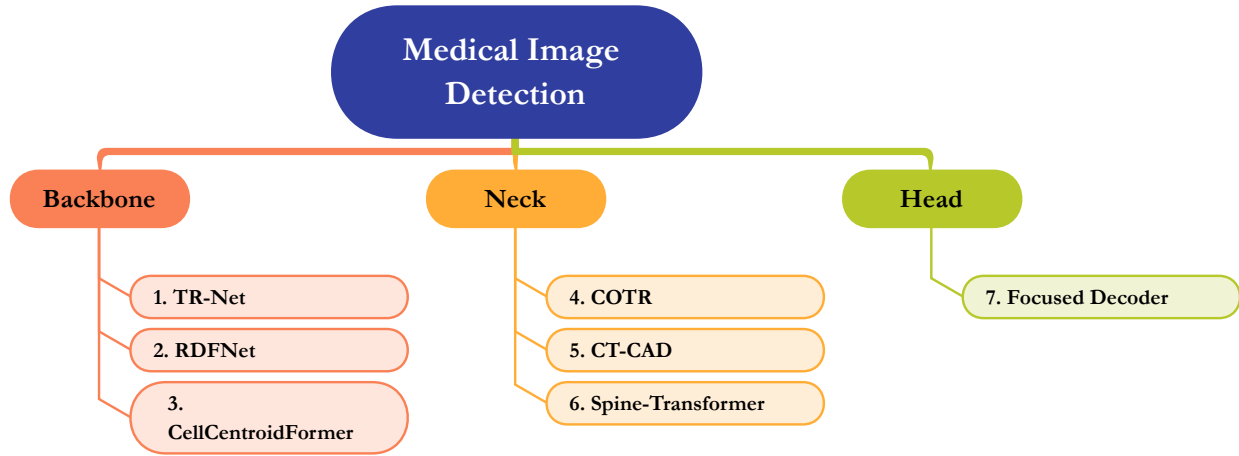 Medical Image
Detection
Backbone
Neck
Head
1. TR-Net
2. RDFNet
3.
CellCentroidFormer
4. COTR
5. CT-CAD
6. Spine-Transformer
7. Focused Decoder